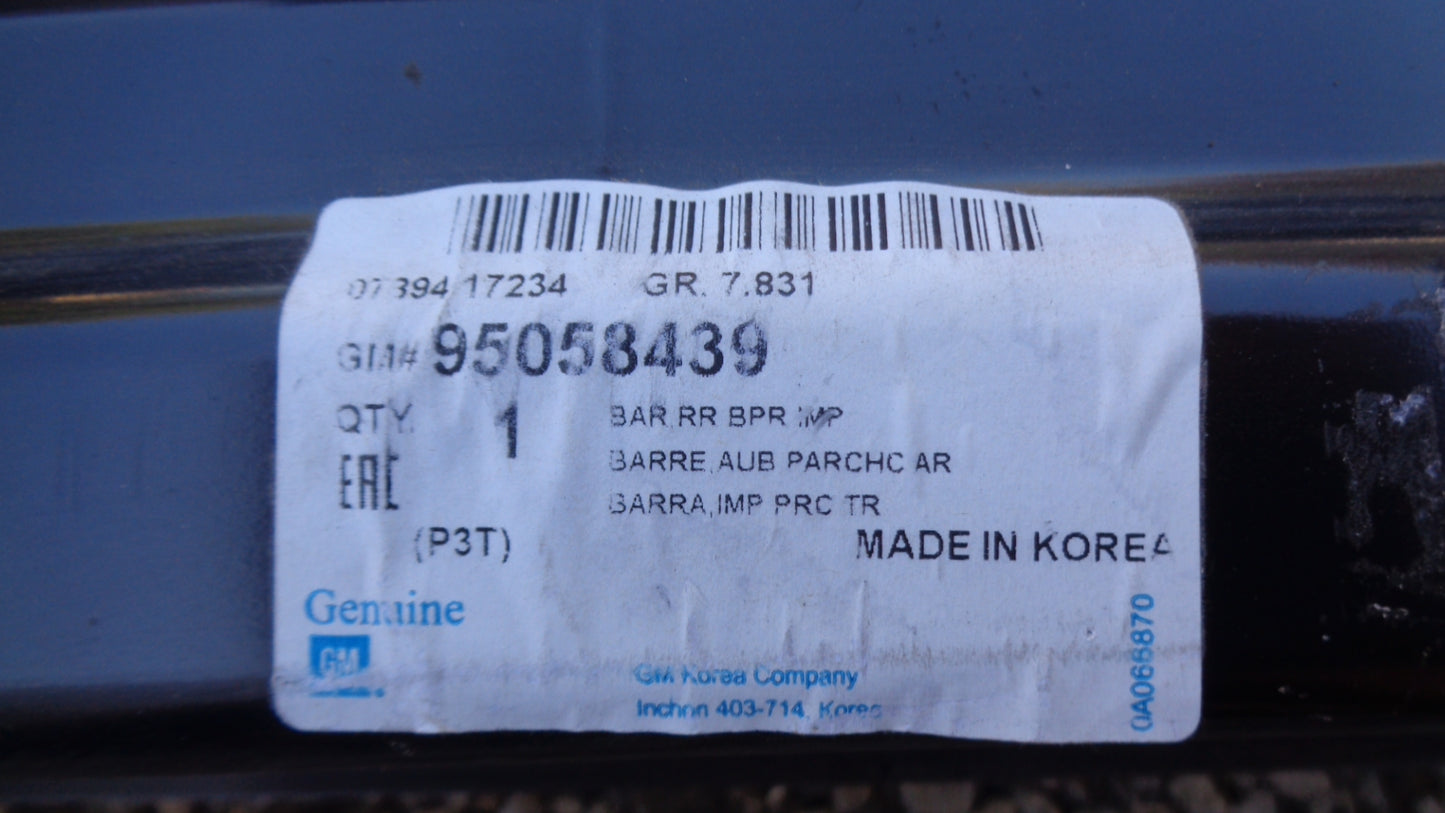 07394 17234 GR. 7.831
GM# 95058439
QTY. 1 BAR,RR BPR IMP
EAC BARRE,AUB PARCHC AR
BARRA,IMP PRC TR
(P3T) MADE IN KOREA
Genuine
GM
GM Korea Company
Inchon 403-714, Korea
0A066870